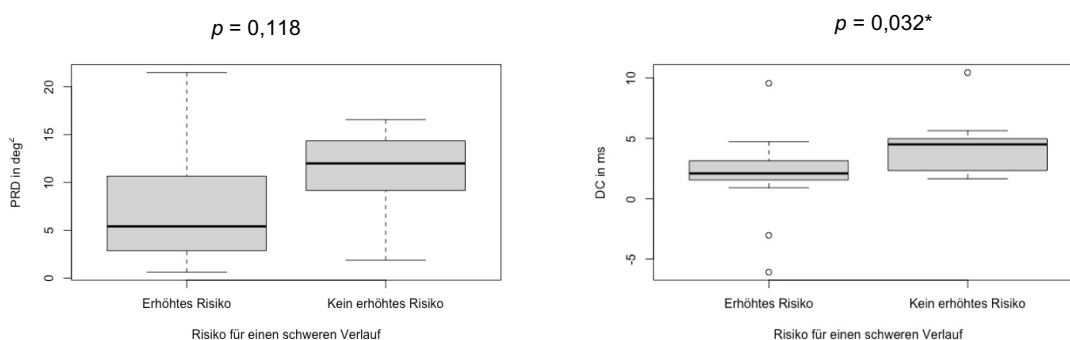 p = 0,118
PRD in deg²
20
15
10
5
0
Erhöhtes Risiko
Kein erhöhtes Risiko
Risiko für einen schweren Verlauf
p = 0,032*
DC in ms
10
5
0
-5
Erhöhtes Risiko
Kein erhöhtes Risiko
Risiko für einen schweren Verlauf